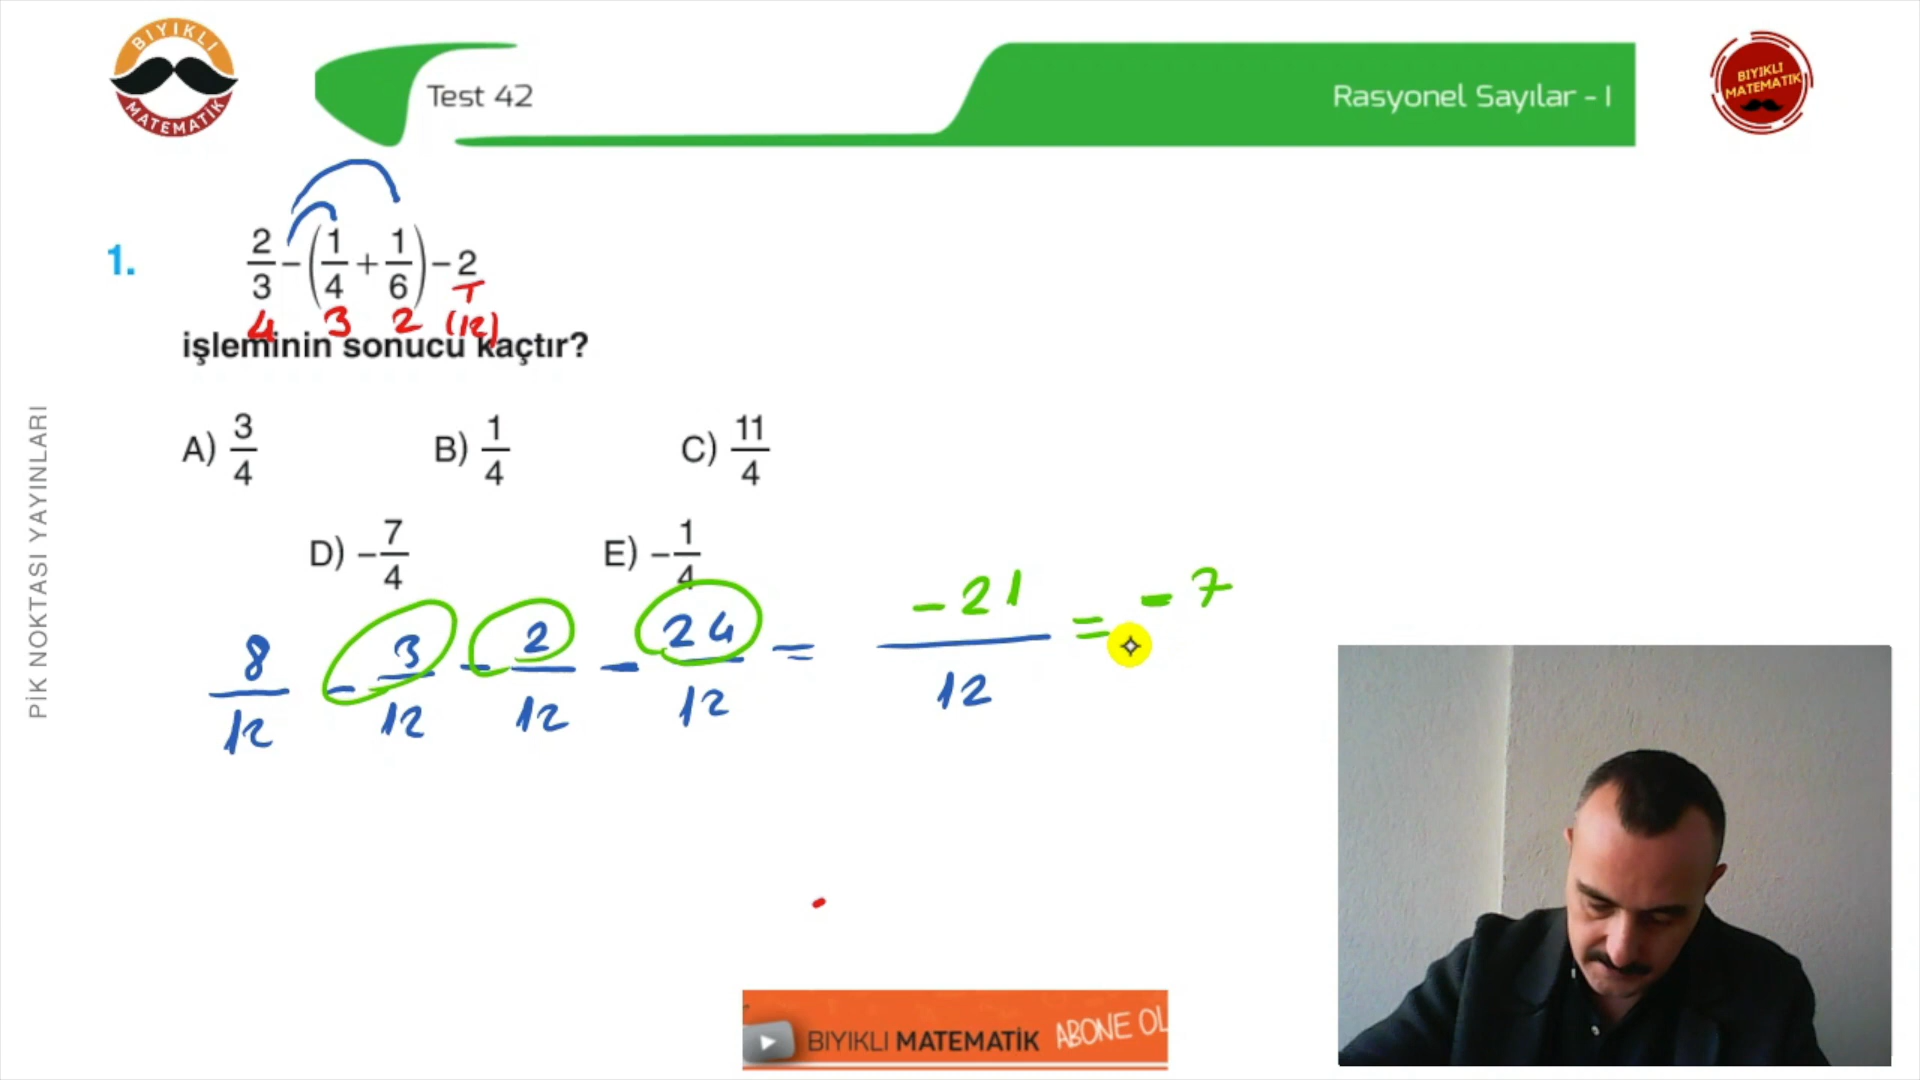 BIYIKLI
MATEMATİK
Test 42
Rasyonel Sayılar - I
BIYIKLI
MATEMATİK
1. 2/3 − (1/4 + 1/6) − 2
1
4 3 2 (12)
işleminin sonucu kaçtır?
A) 3/4 B) 1/4 C) 11/4
D) −7/4 E) −1/4
8/12 − 3/12 − 2/12 − 24/12 = −21/12 = −7
PİK NOKTASI YAYINLARI
BIYIKLI MATEMATİK ABONE OL